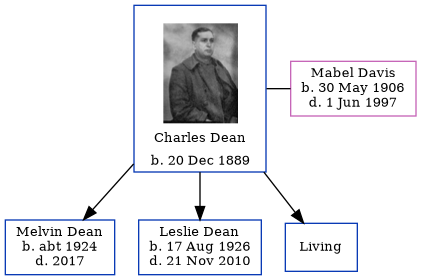 Charles Dean
b. 20 Dec 1889
Mabel Davis
b. 30 May 1906
d. 1 Jun 1997
Melvin Dean
b. abt 1924
d. 2017
Leslie Dean
b. 17 Aug 1926
d. 21 Nov 2010
Living